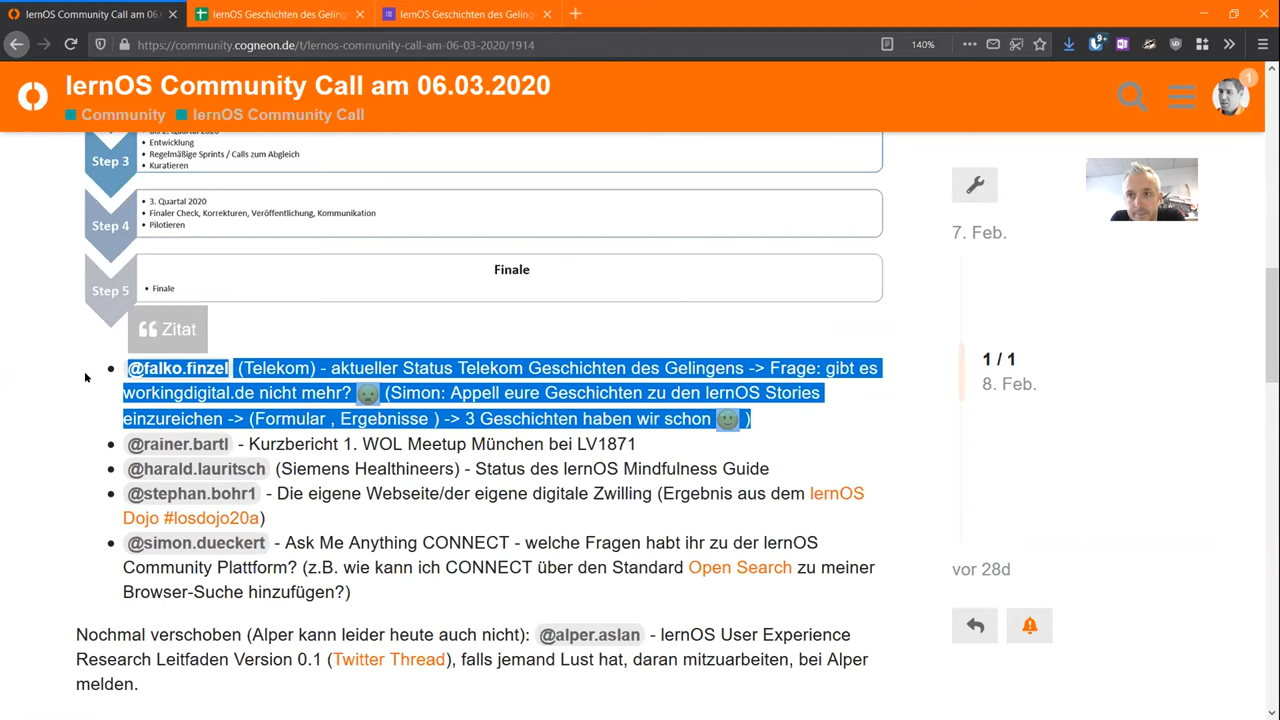 lernOS Community Call am 06.
lernOS Geschichten des Geling
lernOS Geschichten des Geling
https://community.cogneon.de/t/lernos-community-call-am-06-03-2020/1914
140%
9+
lernOS Community Call am 06.03.2020
1
Community
lernOS Community Call
Step 3
• Bis 2. Quartal 2020
• Entwicklung
• Regelmäßige Sprints / Calls zum Abgleich
• Kuratieren
Step 4
• 3. Quartal 2020
• Finaler Check, Korrekturen, Veröffentlichung, Kommunikation
• Pilotieren
Finale
Step 5
• Finale
Zitat
• @falko.finzel (Telekom) - aktueller Status Telekom Geschichten des Gelingens -> Frage: gibt es
workingdigital.de nicht mehr? (Simon: Appell eure Geschichten zu den lernOS Stories
einzureichen -> (Formular , Ergebnisse ) -> 3 Geschichten haben wir schon )
• @rainer.bartl - Kurzbericht 1. WOL Meetup München bei LV1871
• @harald.lauritsch (Siemens Healthineers) - Status des lernOS Mindfulness Guide
• @stephan.bohr1 - Die eigene Webseite/der eigene digitale Zwilling (Ergebnis aus dem lernOS
Dojo #losdojo20a)
• @simon.dueckert - Ask Me Anything CONNECT - welche Fragen habt ihr zu der lernOS
Community Plattform? (z.B. wie kann ich CONNECT über den Standard Open Search zu meiner
Browser-Suche hinzufügen?)
Nochmal verschoben (Alper kann leider heute auch nicht): @alper.aslan - lernOS User Experience
Research Leitfaden Version 0.1 (Twitter Thread), falls jemand Lust hat, daran mitzuarbeiten, bei Alper
melden.
7. Feb.
1 / 1
8. Feb.
vor 28d